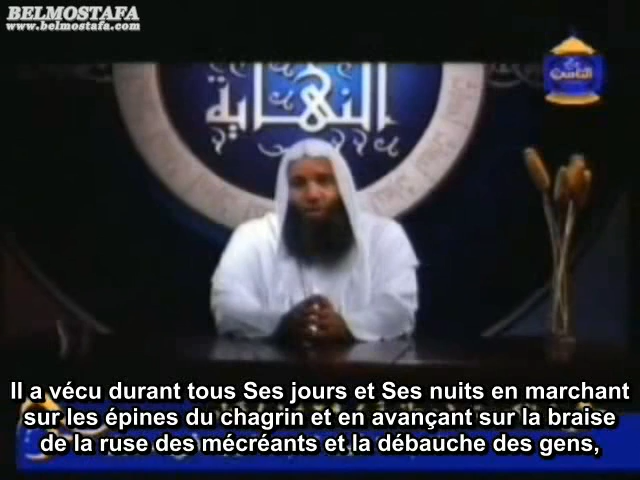 BELMOSTAFA
www.belmostafa.com
الناس
النهاية
Il a vécu durant tous Ses jours et Ses nuits en marchant
sur les épines du chagrin et en avançant sur la braise
de la ruse des mécréants et la débauche des gens,